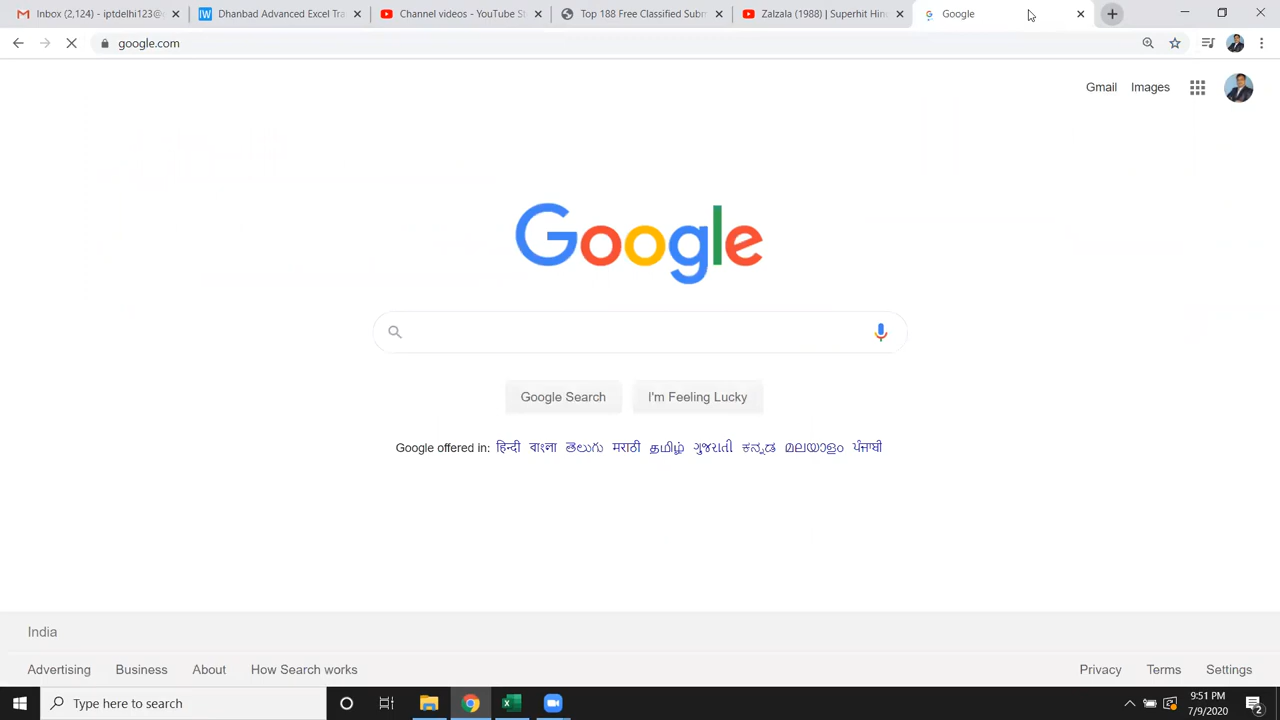 Inbox (2,124) - iptdelhi123@g
Dhanbad Advanced Excel Tra
Channel videos - YouTube St
Top 188 Free Classified Subm
Zalzala (1988) | Superhit Hind
Google
google.com
Gmail Images
Google
Google Search I'm Feeling Lucky
Google offered in: हिन्दी বাংলা తెలుగు मराठी தமிழ் ગુજરાતી ಕನ್ನಡ മലയാളം ਪੰਜਾਬੀ
India
Advertising Business About How Search works Privacy Terms Settings
Type here to search
9:51 PM
7/9/2020
2